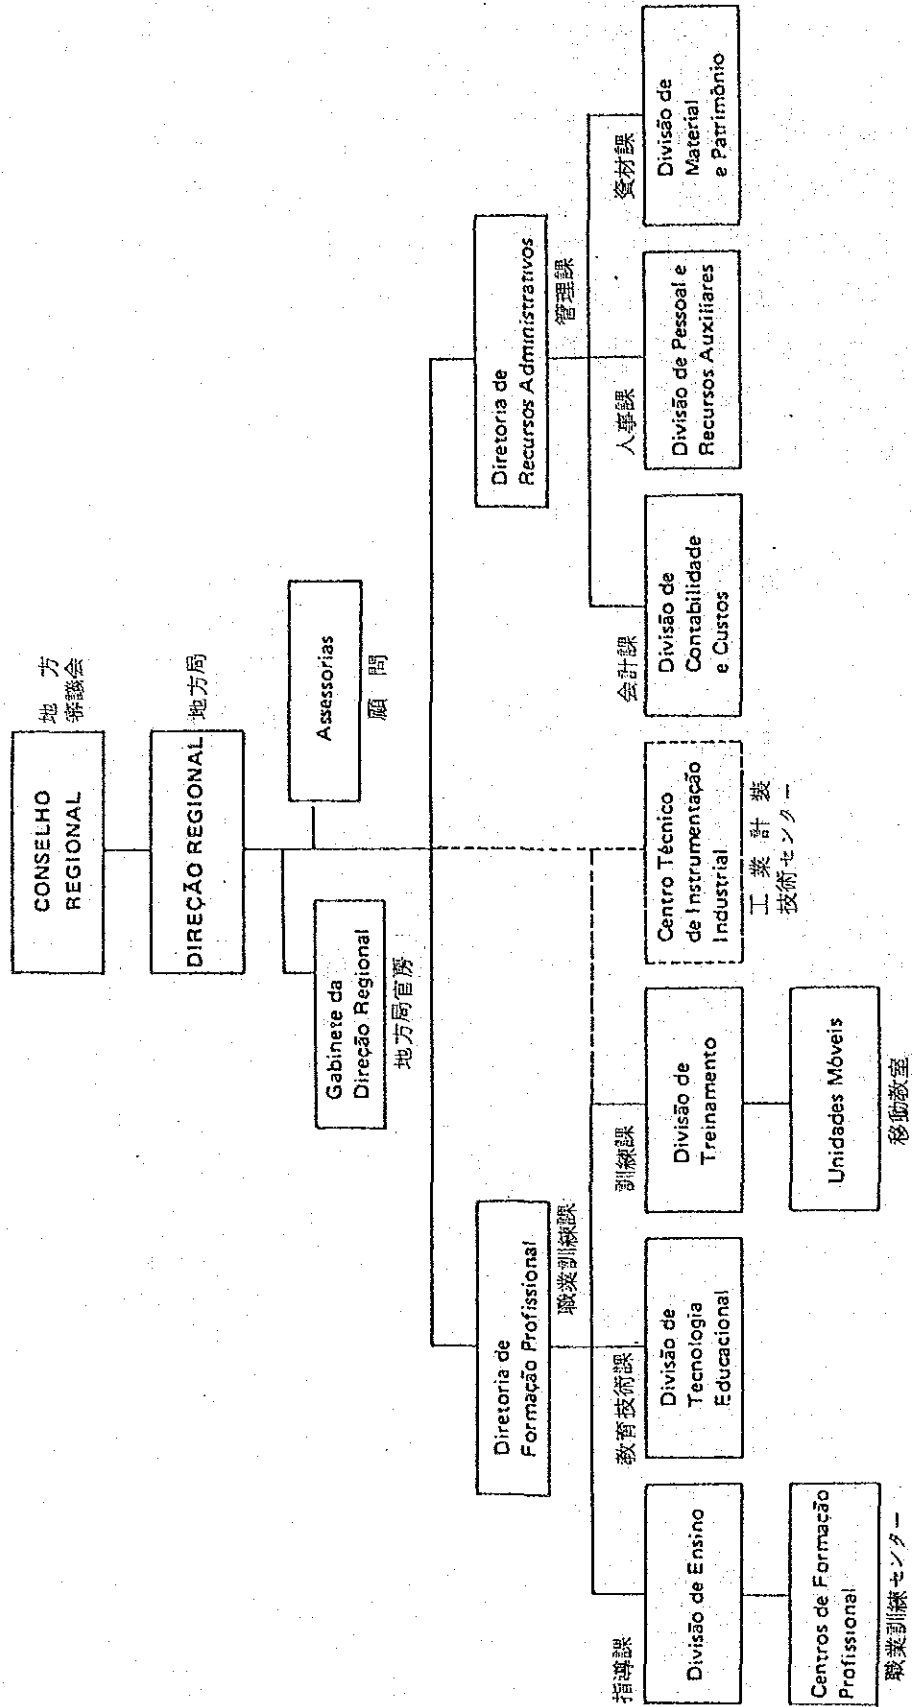 CONSELHO
REGIONAL
地 方
審議会
DIREÇÃO REGIONAL
地方局
Gabinete da
Direção Regional
地方局官房
Assessorias
顧 問
Diretoria de
Formação Profissional
職業訓練課
Diretoria de
Recursos Administrativos
管理課
指導課
Divisão de Ensino
教育技術課
Divisão de
Tecnologia
Educacional
訓練課
Divisão de
Treinamento
Centro Técnico
de Instrumentação
Industrial
工 業 計 装
技術センター
会計課
Divisão de
Contabilidade
e Custos
人事課
Divisão de Pessoal e
Recursos Auxiliares
資材課
Divisão de
Material
e Patrimônio
Centros de Formação
Profissional
職業訓練センター
Unidades Móveis
移動教室